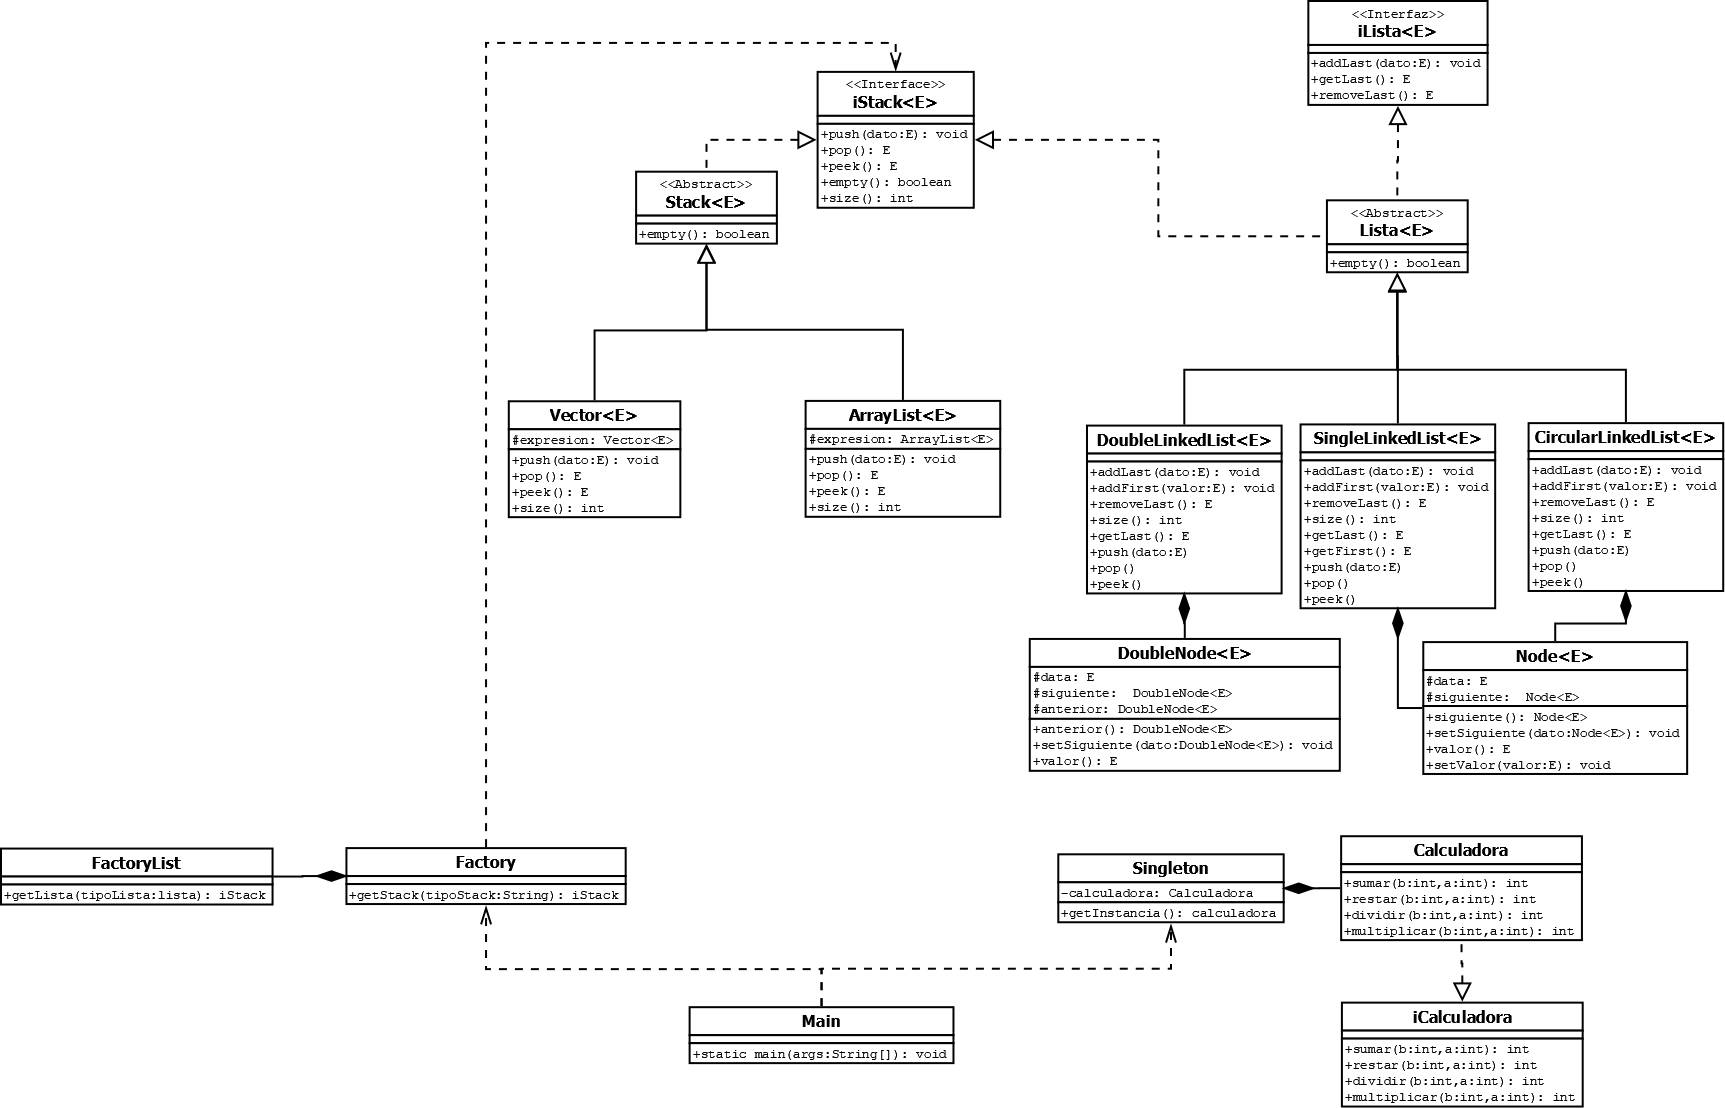 <<Interfaz>>
iLista<E>
+addLast(dato:E): void
+getLast(): E
+removeLast(): E
<<Interface>>
iStack<E>
+push(dato:E): void
+pop(): E
+peek(): E
+empty(): boolean
+size(): int
<<Abstract>>
Stack<E>
+empty(): boolean
<<Abstract>>
Lista<E>
+empty(): boolean
Vector<E>
#expresion: Vector<E>
+push(dato:E): void
+pop(): E
+peek(): E
+size(): int
ArrayList<E>
#expresion: ArrayList<E>
+push(dato:E): void
+pop(): E
+peek(): E
+size(): int
DoubleLinkedList<E>
+addLast(dato:E): void
+addFirst(valor:E): void
+removeLast(): E
+size(): int
+getLast(): E
+push(dato:E)
+pop()
+peek()
SingleLinkedList<E>
+addLast(dato:E): void
+addFirst(valor:E): void
+removeLast(): E
+size(): int
+getLast(): E
+getFirst(): E
+push(dato:E)
+pop()
+peek()
CircularLinkedList<E>
+addLast(dato:E): void
+addFirst(valor:E): void
+removeLast(): E
+size(): int
+getLast(): E
+push(dato:E)
+pop()
+peek()
DoubleNode<E>
#data: E
#siguiente:  DoubleNode<E>
#anterior: DoubleNode<E>
+anterior(): DoubleNode<E>
+setSiguiente(dato:DoubleNode<E>): void
+valor(): E
Node<E>
#data: E
#siguiente:  Node<E>
+siguiente(): Node<E>
+setSiguiente(dato:Node<E>): void
+valor(): E
+setValor(valor:E): void
FactoryList
+getLista(tipoLista:lista): iStack
Factory
+getStack(tipoStack:String): iStack
Singleton
-calculadora: Calculadora
+getInstancia(): calculadora
Calculadora
+sumar(b:int,a:int): int
+restar(b:int,a:int): int
+dividir(b:int,a:int): int
+multiplicar(b:int,a:int): int
Main
+static main(args:String[]): void
iCalculadora
+sumar(b:int,a:int): int
+restar(b:int,a:int): int
+dividir(b:int,a:int): int
+multiplicar(b:int,a:int): int